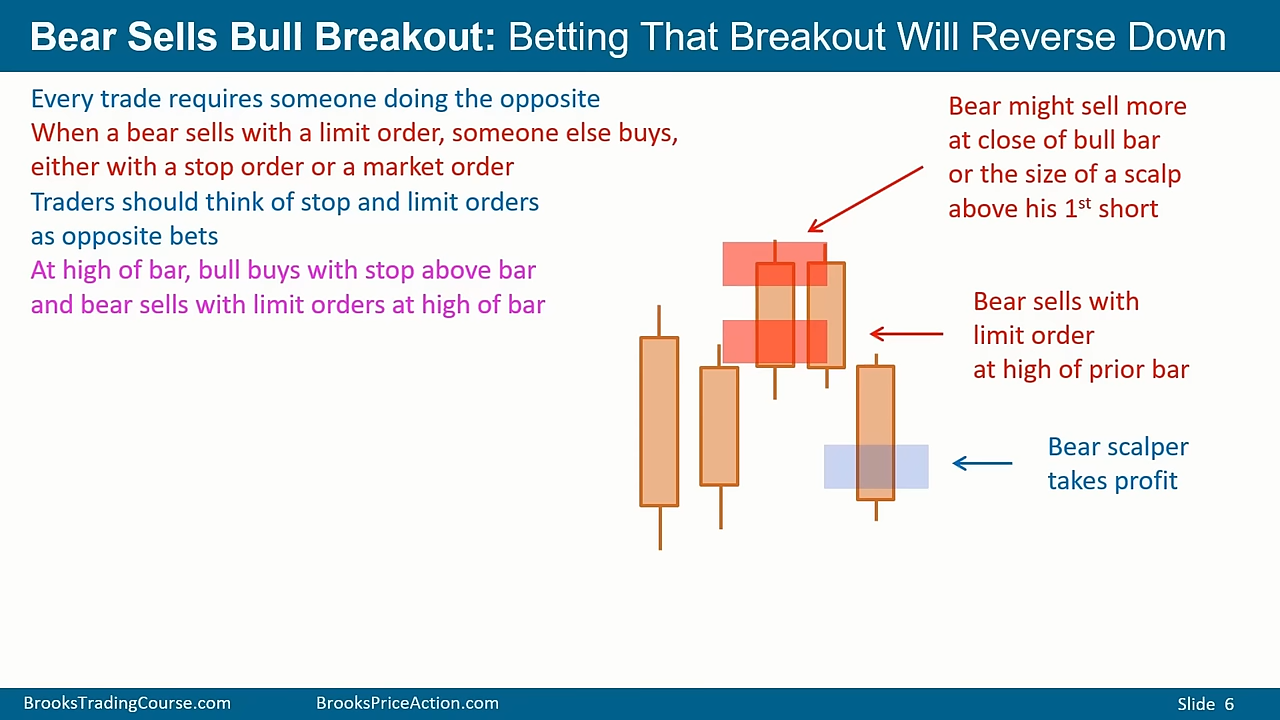 Bear Sells Bull Breakout: Betting That Breakout Will Reverse Down
Every trade requires someone doing the opposite
When a bear sells with a limit order, someone else buys,
either with a stop order or a market order
Traders should think of stop and limit orders
as opposite bets
At high of bar, bull buys with stop above bar
and bear sells with limit orders at high of bar
Bear might sell more
at close of bull bar
or the size of a scalp
above his 1st short
Bear sells with
limit order
at high of prior bar
Bear scalper
takes profit
BrooksTradingCourse.com
BrooksPriceAction.com
Slide 6